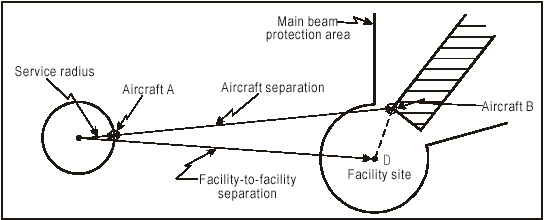 Main beam
protection area
Service radius
Aircraft A
Aircraft separation
Aircraft B
D
Facility site
Facility-to-facility
separation